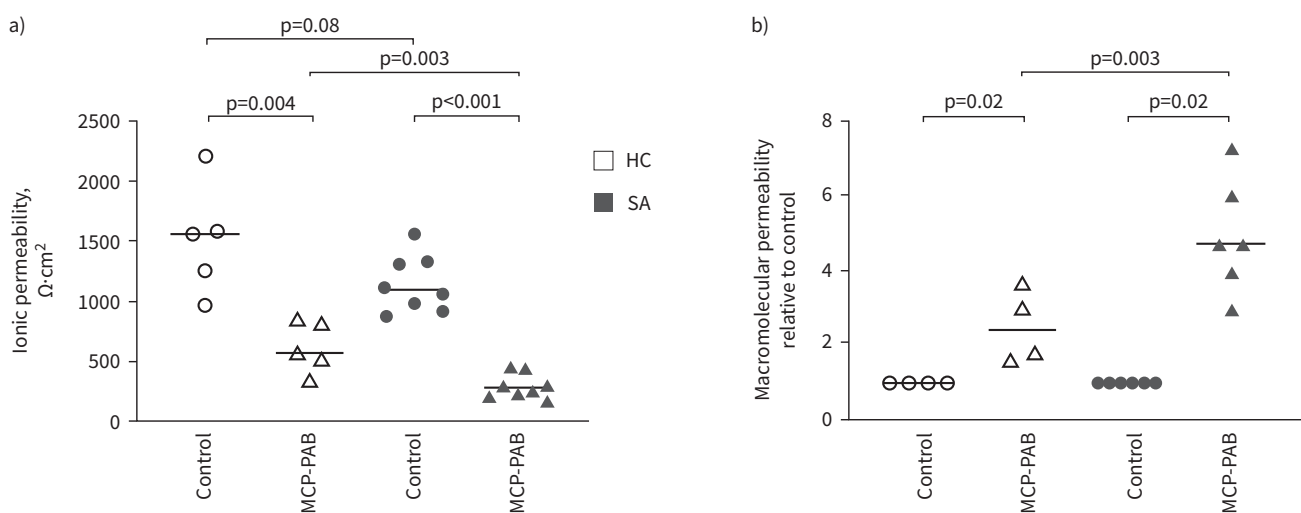 a)
p=0.08
p=0.003
p=0.004
p<0.001
2500
2000
1500
1000
500
0
Ionic permeability,
Ω·cm²
Control
MCP-PAB
Control
MCP-PAB
HC
SA
b)
p=0.003
p=0.02
p=0.02
8
6
4
2
0
Macromolecular permeability
relative to control
Control
MCP-PAB
Control
MCP-PAB